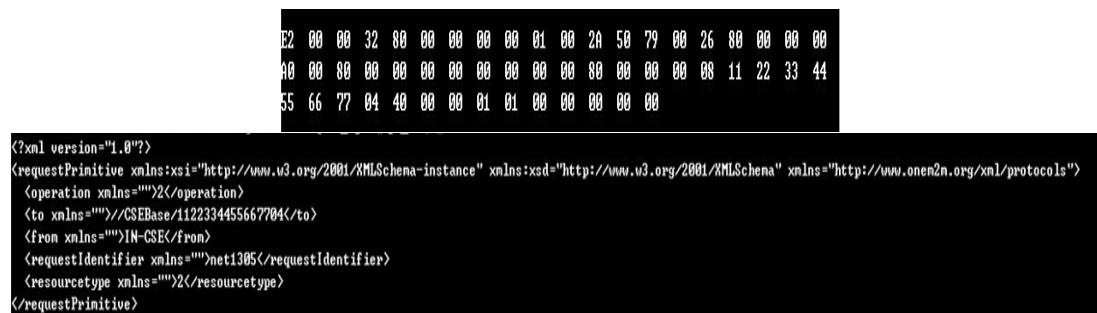 E2 00 00 32 80 00 00 00 00 01 00 2A 50 79 00 26 80 00 00 00
A0 00 80 00 00 00 00 00 00 00 00 80 00 00 00 08 11 22 33 44
55 66 77 04 40 00 00 01 01 00 00 00 00 00
<?xml version="1.0"?>
<requestPrimitive xmlns:xsi="http://www.w3.org/2001/XMLSchema-instance" xmlns:xsd="http://www.w3.org/2001/XMLSchema" xmlns="http://www.onem2m.org/xml/protocols">
<operation xmlns="">2</operation>
<to xmlns="">//CSEBase/1122334455667704</to>
<from xmlns="">IN-CSE</from>
<requestIdentifier xmlns="">net1305</requestIdentifier>
<resourcetype xmlns="">2</resourcetype>
</requestPrimitive>